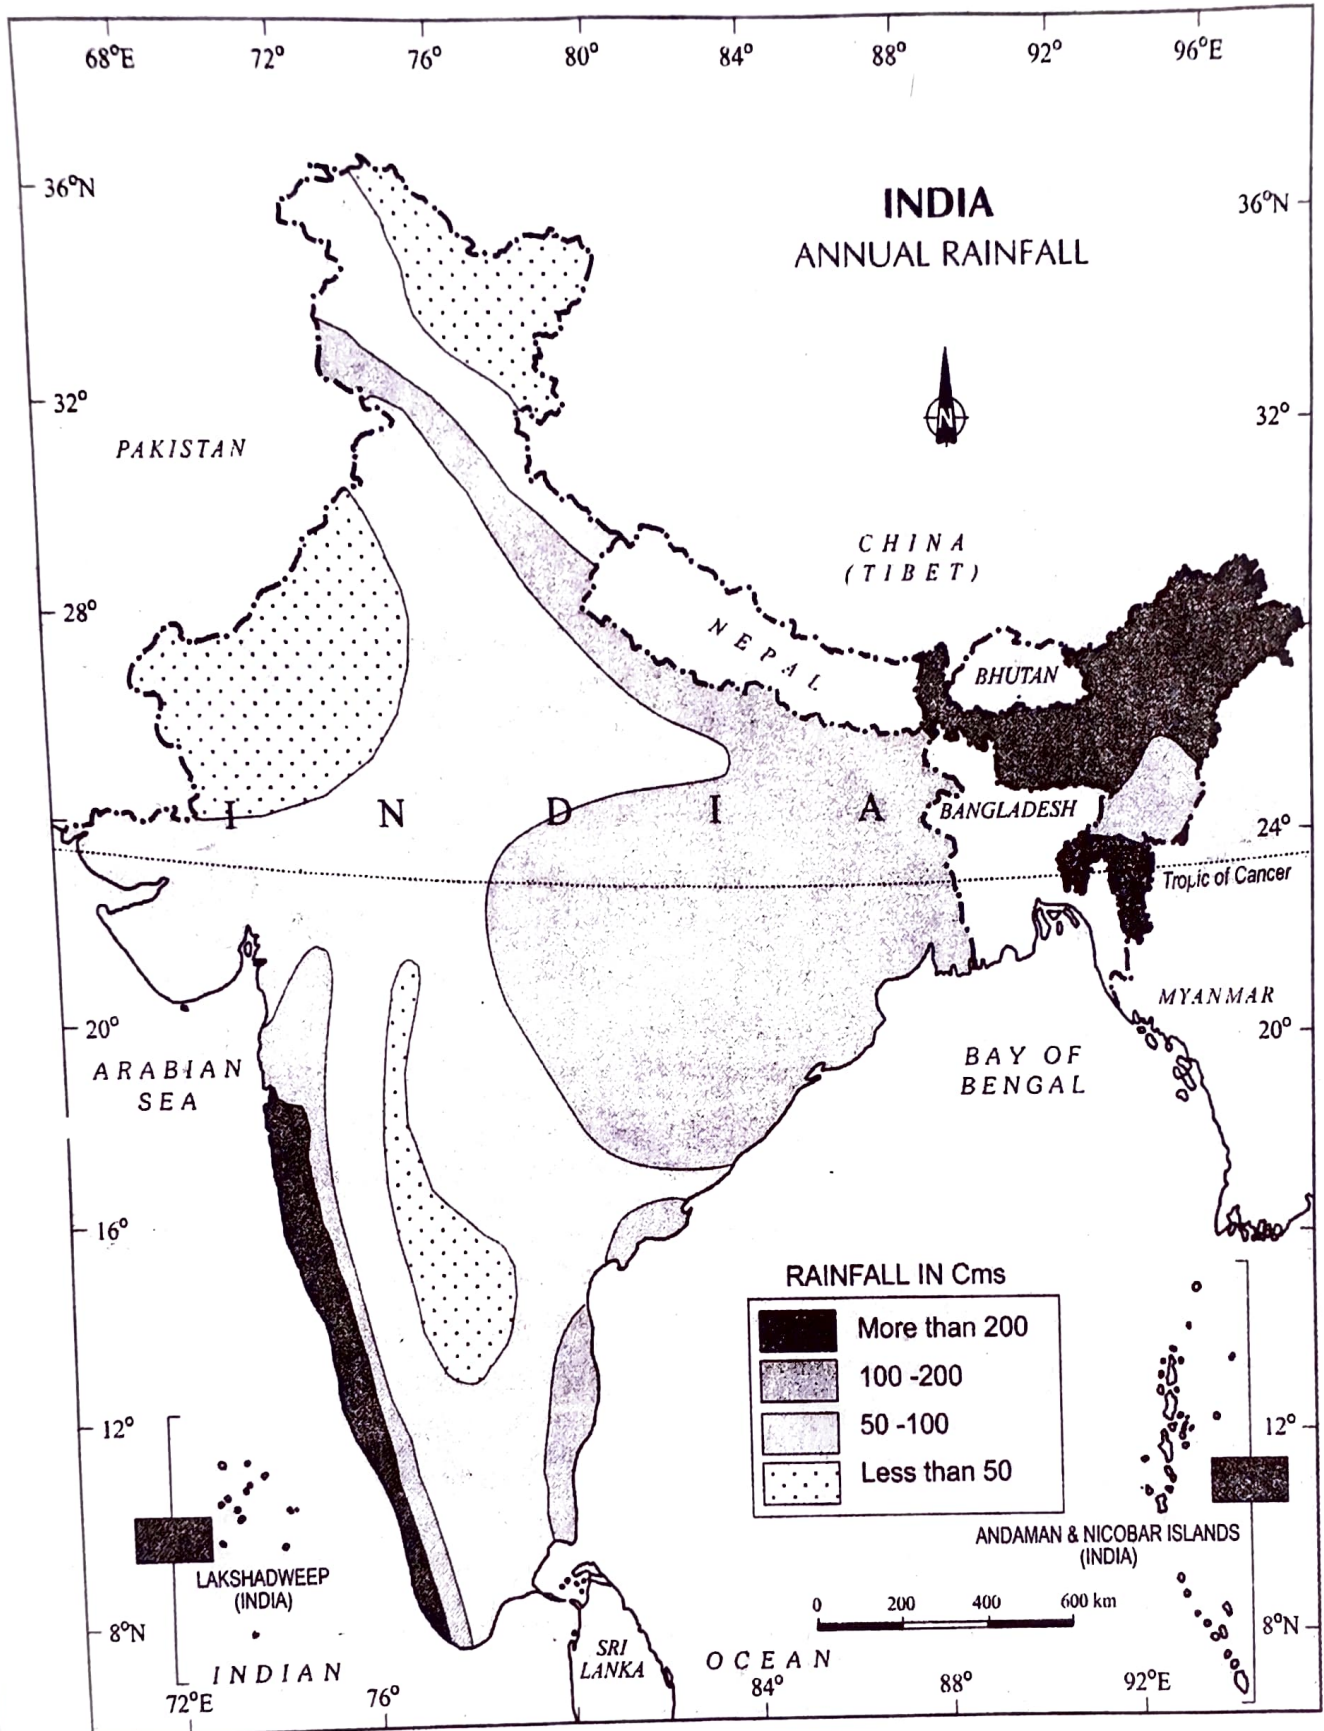 68°E 72° 76° 80° 84° 88° 92° 96°E
36°N
INDIA
36°N
ANNUAL RAINFALL
N
32°
32°
PAKISTAN
CHINA
(TIBET)
28°
NEPAL
BHUTAN
I N D I A
BANGLADESH
24°
Tropic of Cancer
MYANMAR
20°
20°
ARABIAN
SEA
BAY OF
BENGAL
16°
RAINFALL IN Cms
More than 200
100 -200
50 -100
Less than 50
12°
12°
ANDAMAN & NICOBAR ISLANDS
(INDIA)
LAKSHADWEEP
(INDIA)
0 200 400 600 km
8°N
8°N
SRI
LANKA
INDIAN OCEAN
72°E 76° 84° 88° 92°E